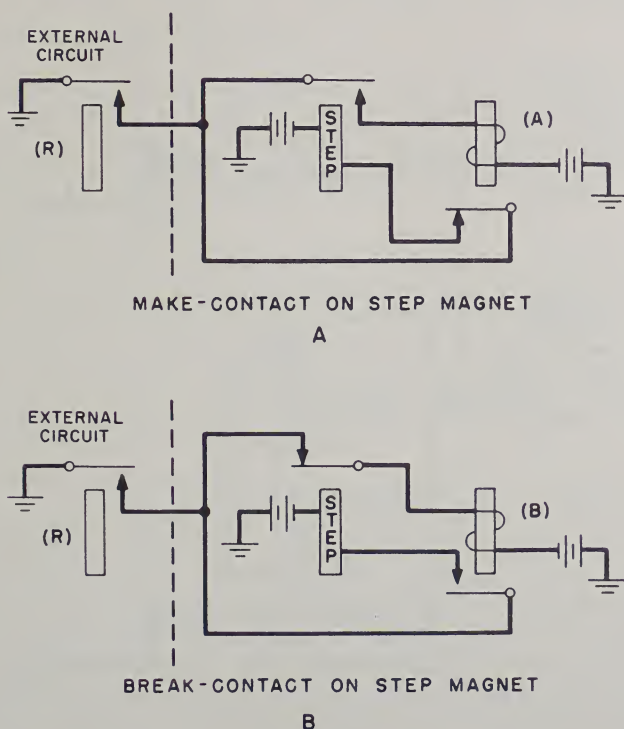 EXTERNAL
CIRCUIT
(R)
STEP
(A)
MAKE-CONTACT ON STEP MAGNET
A
EXTERNAL
CIRCUIT
(R)
STEP
(B)
BREAK-CONTACT ON STEP MAGNET
B